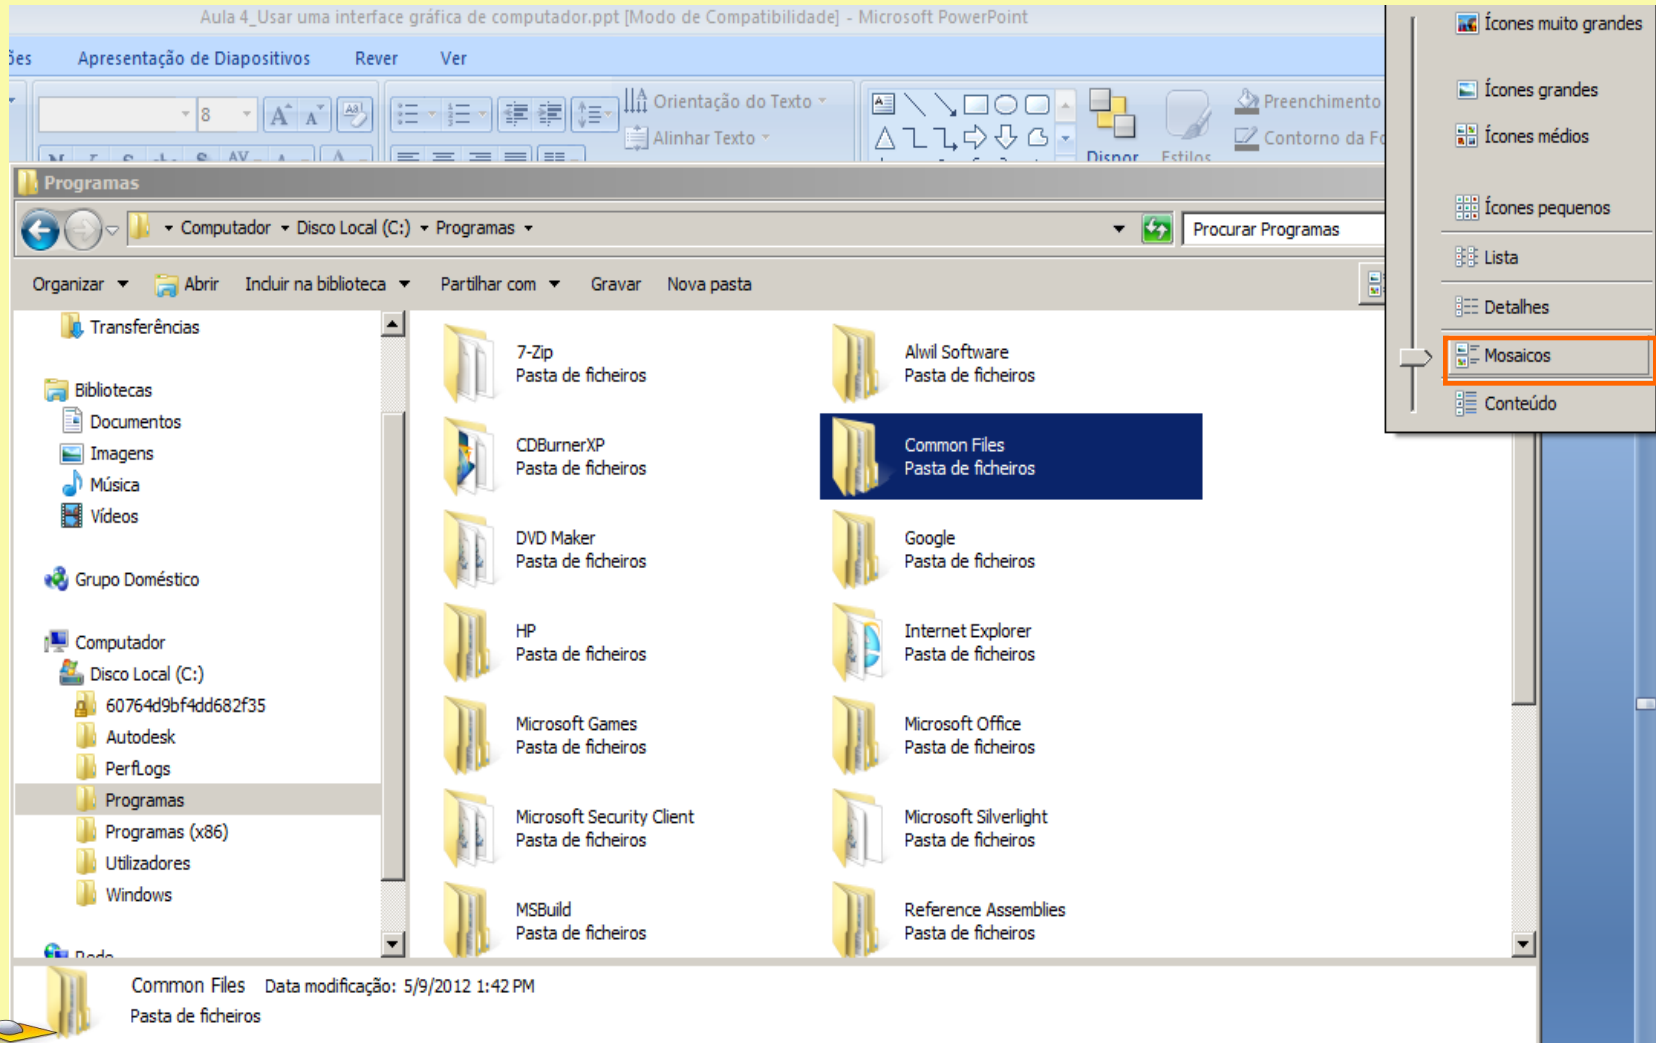 Aula 4_Usar uma interface gráfica de computador.ppt [Modo de Compatibilidade] - Microsoft PowerPoint
ões Apresentação de Diapositivos Rever Ver
8
Orientação do Texto
Alinhar Texto
Dispor
Estilos
Preenchimento
Contorno da Fo
Programas
Computador Disco Local (C:) Programas
Procurar Programas
Organizar Abrir Incluir na biblioteca Partilhar com Gravar Nova pasta
Transferências
Bibliotecas
Documentos
Imagens
Música
Vídeos
Grupo Doméstico
Computador
Disco Local (C:)
60764d9bf4dd682f35
Autodesk
PerfLogs
Programas
Programas (x86)
Utilizadores
Windows
Rede
7-Zip
Pasta de ficheiros
Alwil Software
Pasta de ficheiros
CDBurnerXP
Pasta de ficheiros
Common Files
Pasta de ficheiros
DVD Maker
Pasta de ficheiros
Google
Pasta de ficheiros
HP
Pasta de ficheiros
Internet Explorer
Pasta de ficheiros
Microsoft Games
Pasta de ficheiros
Microsoft Office
Pasta de ficheiros
Microsoft Security Client
Pasta de ficheiros
Microsoft Silverlight
Pasta de ficheiros
MSBuild
Pasta de ficheiros
Reference Assemblies
Pasta de ficheiros
Ícones muito grandes
Ícones grandes
Ícones médios
Ícones pequenos
Lista
Detalhes
Mosaicos
Conteúdo
Common Files Data modificação: 5/9/2012 1:42 PM
Pasta de ficheiros